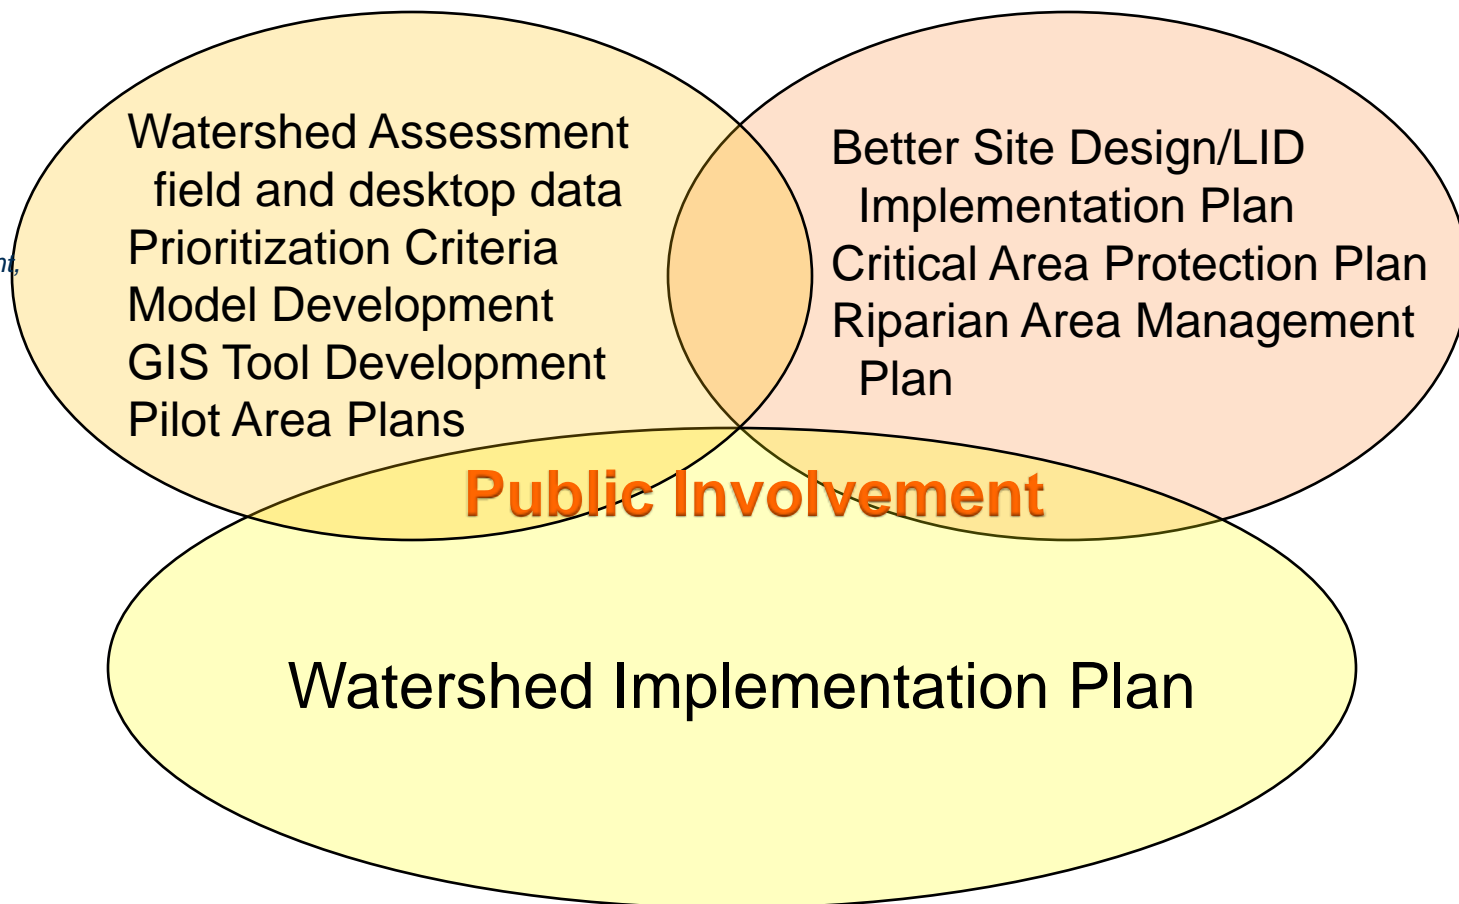 Watershed Assessment
field and desktop data
Prioritization Criteria
Model Development
GIS Tool Development
Pilot Area Plans
Better Site Design/LID
Implementation Plan
Critical Area Protection Plan
Riparian Area Management
Plan
Public Involvement
Watershed Implementation Plan